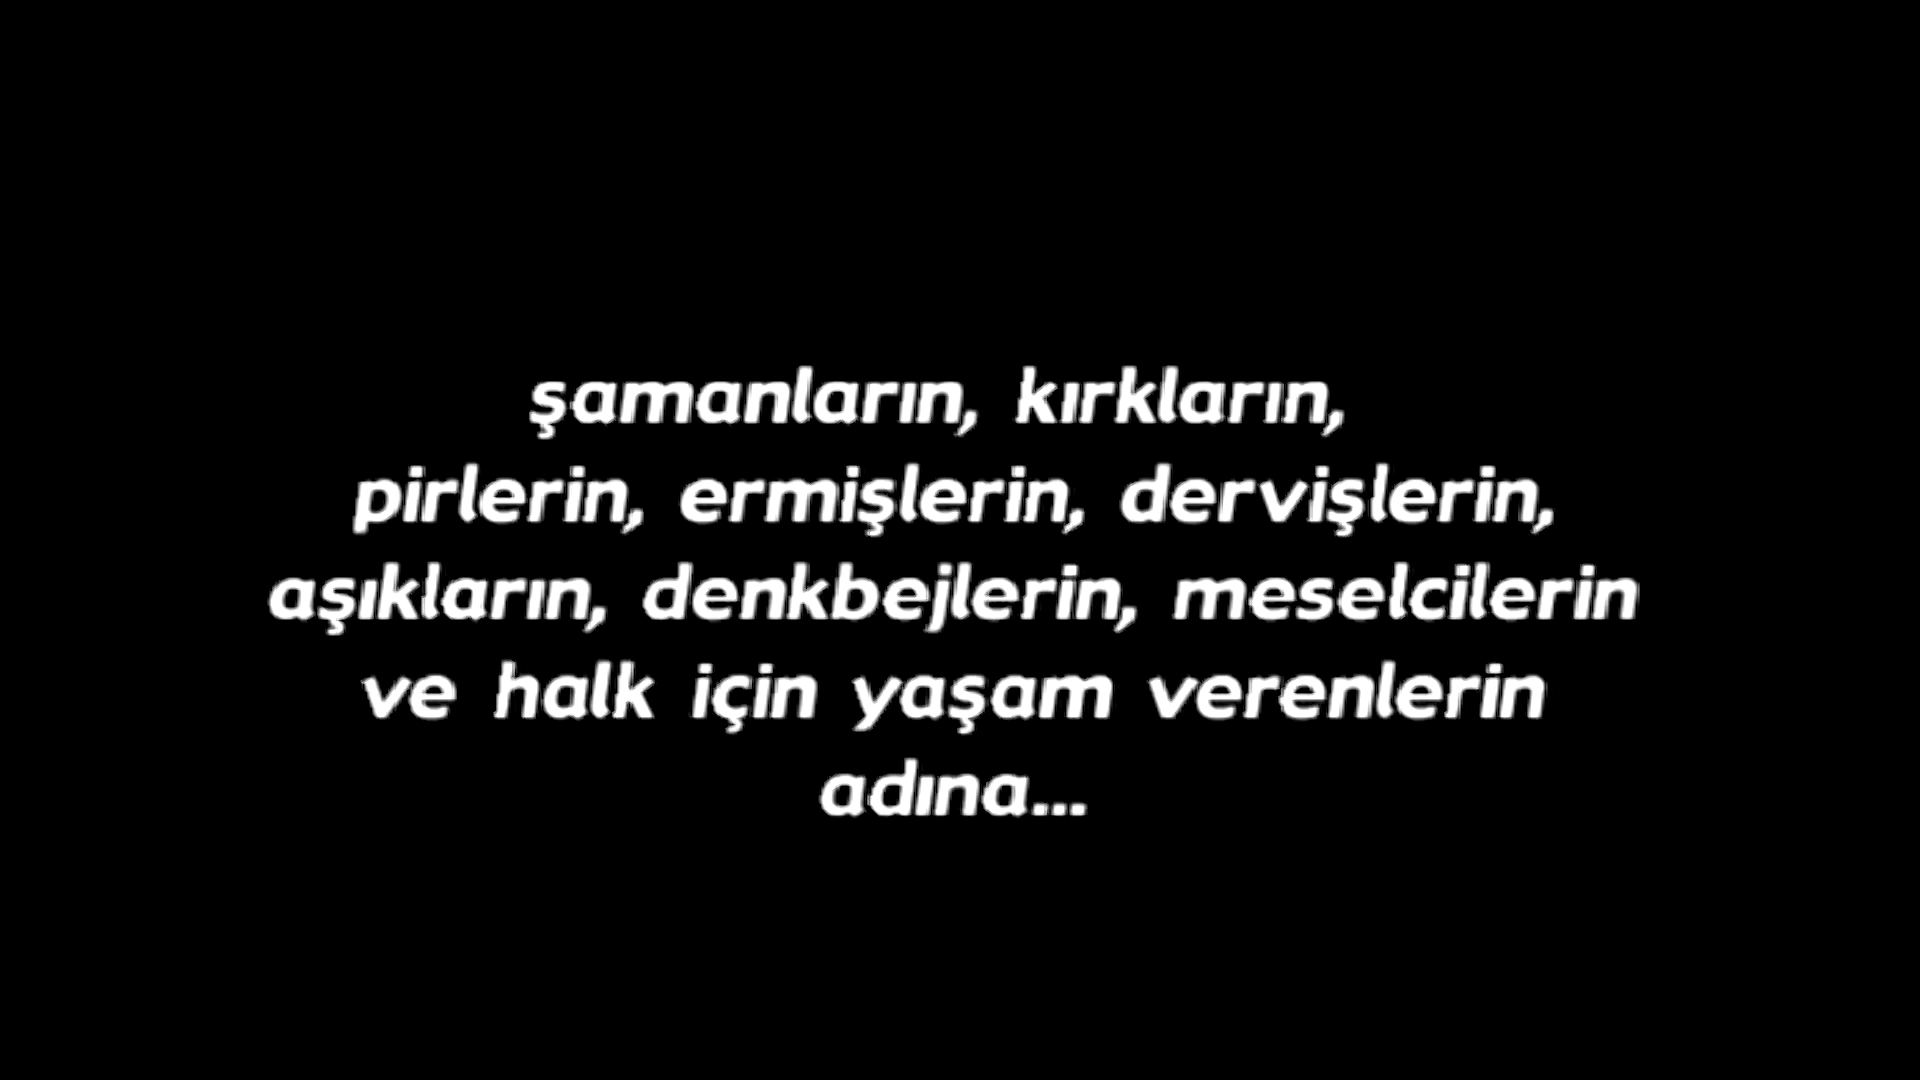 şamanların, kırkların,
pirlerin, ermişlerin, dervişlerin,
aşıkların, denkbejlerin, meselcilerin
ve halk için yaşam verenlerin
adına...